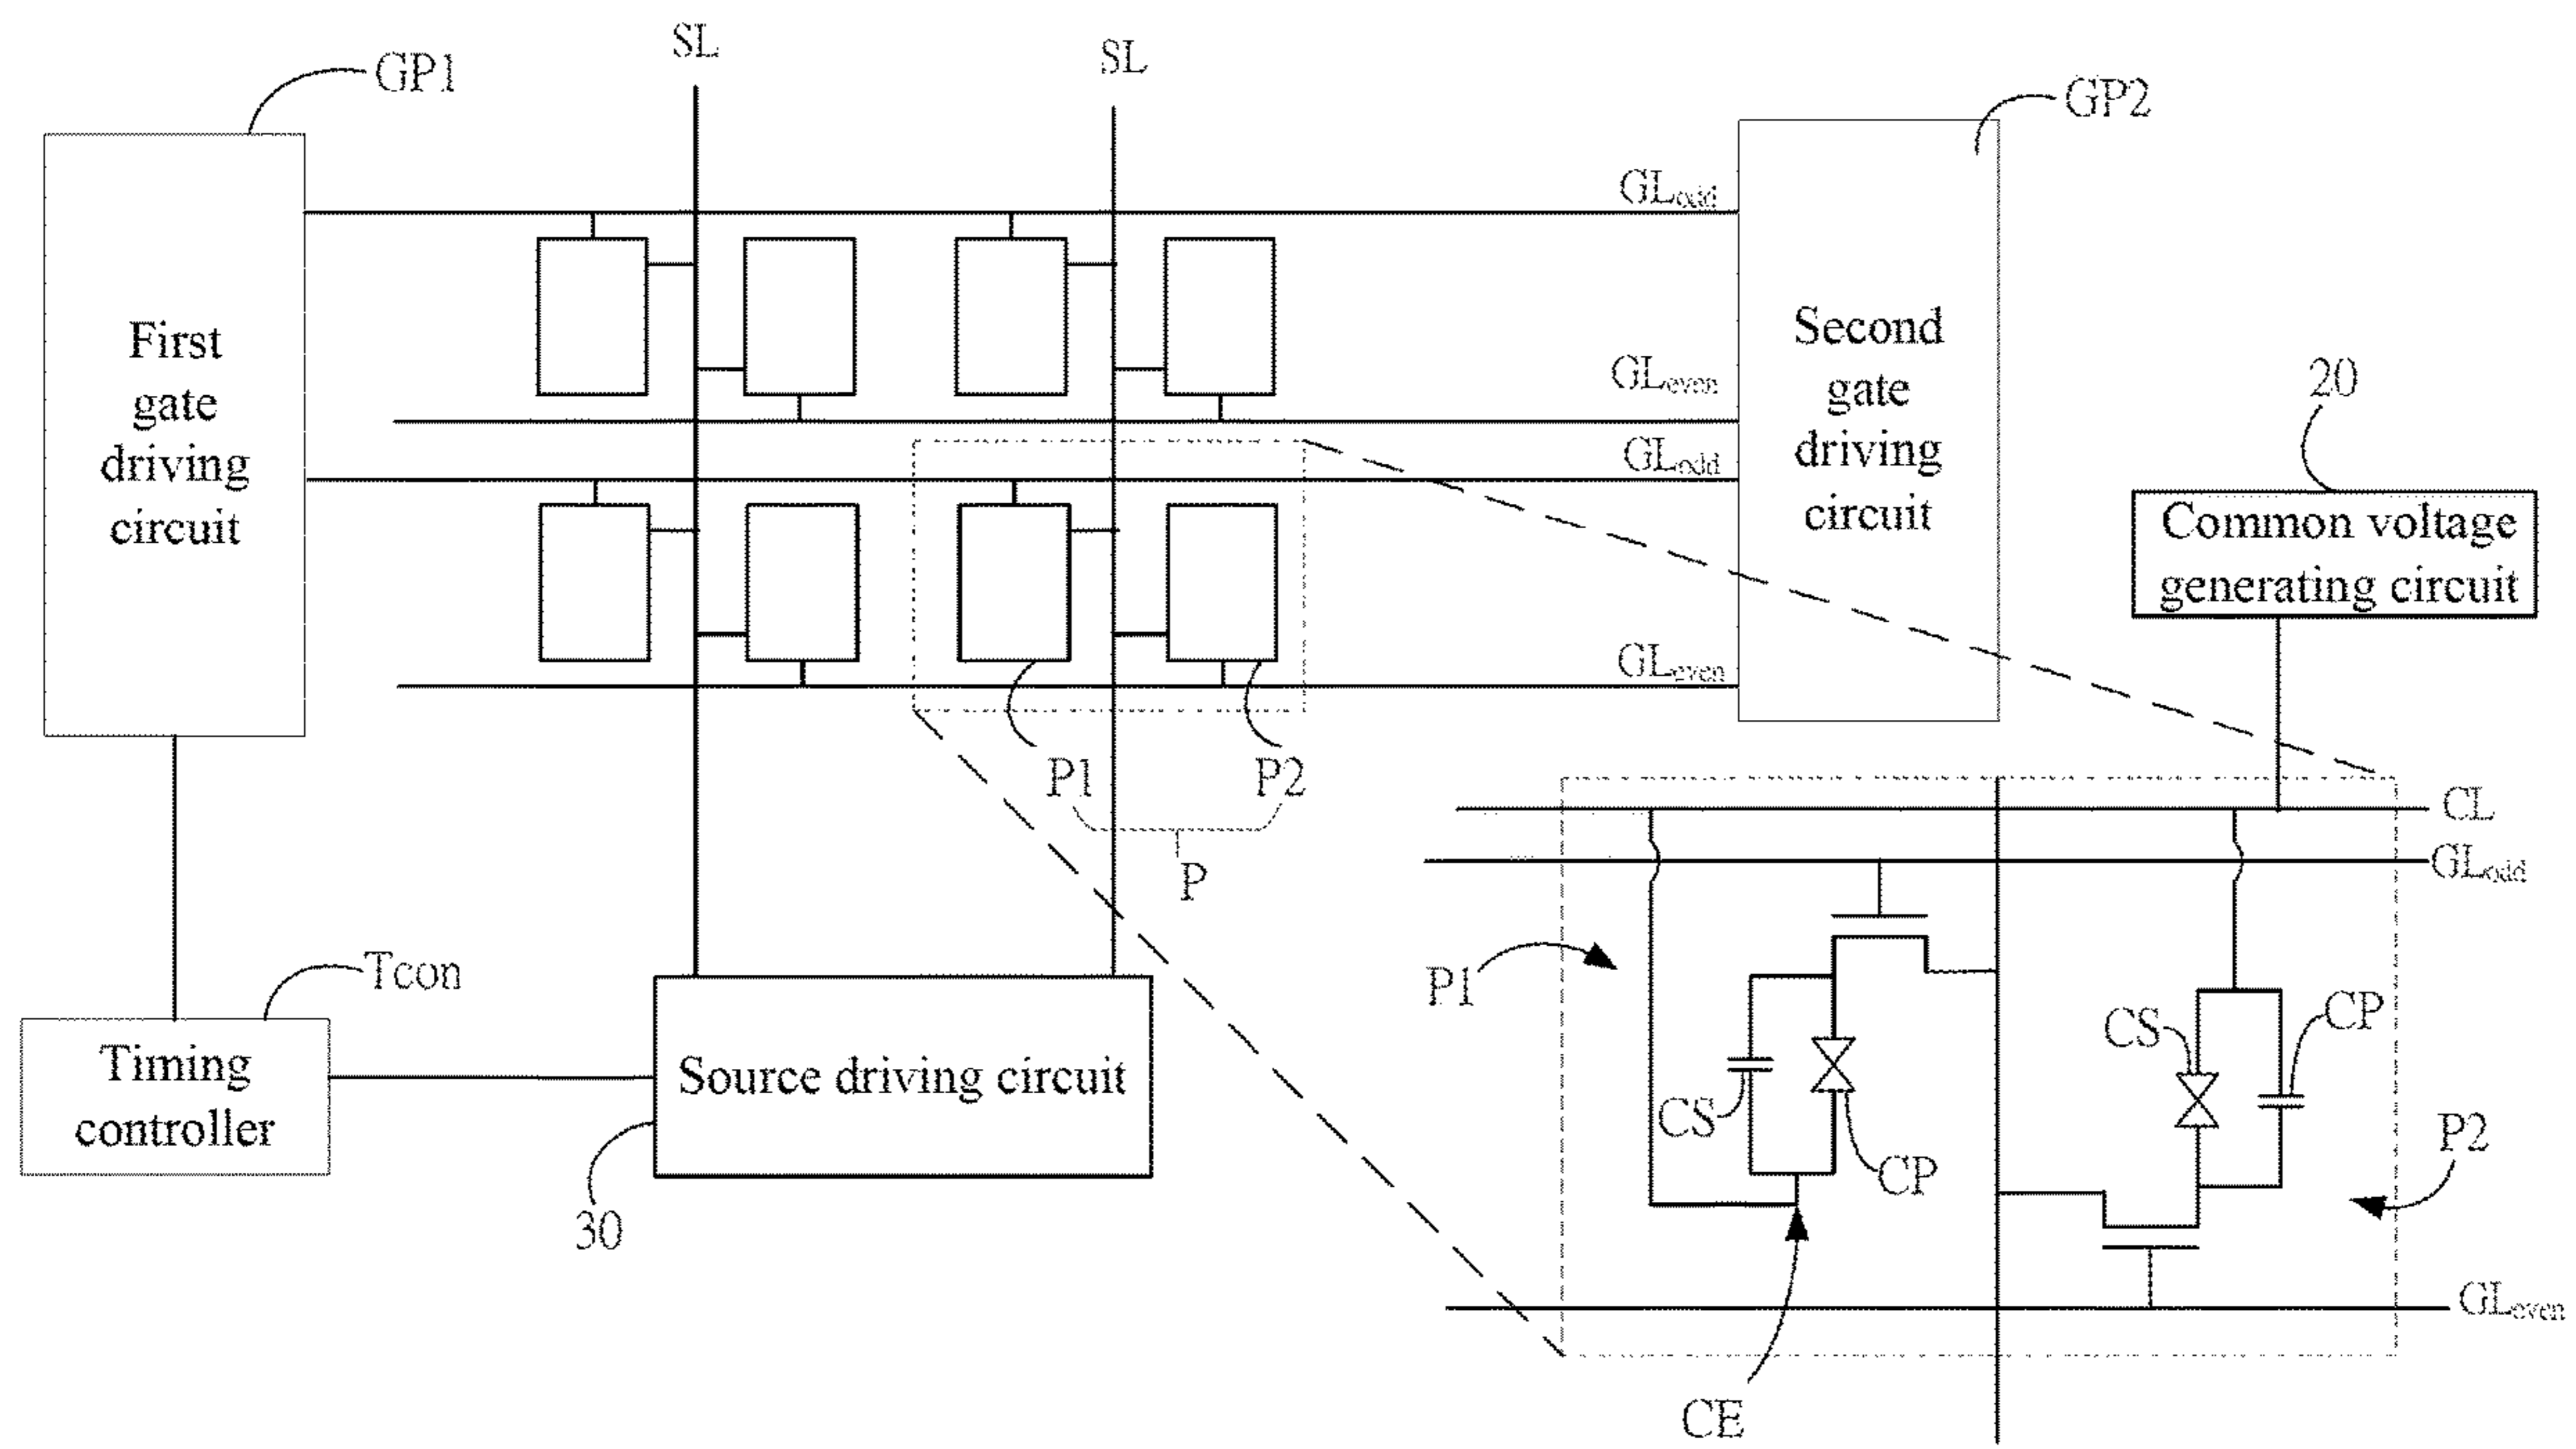 SL
SL
GP1
GP2
GLodd
First
gate
driving
circuit
Second
gate
driving
circuit
GLeven
20
GLodd
Common voltage
generating circuit
GLeven
P1
P2
P
CL
GLodd
Tcon
P1
CS
CP
Timing
controller
Source driving circuit
CS
CP
P2
30
GLeven
CE